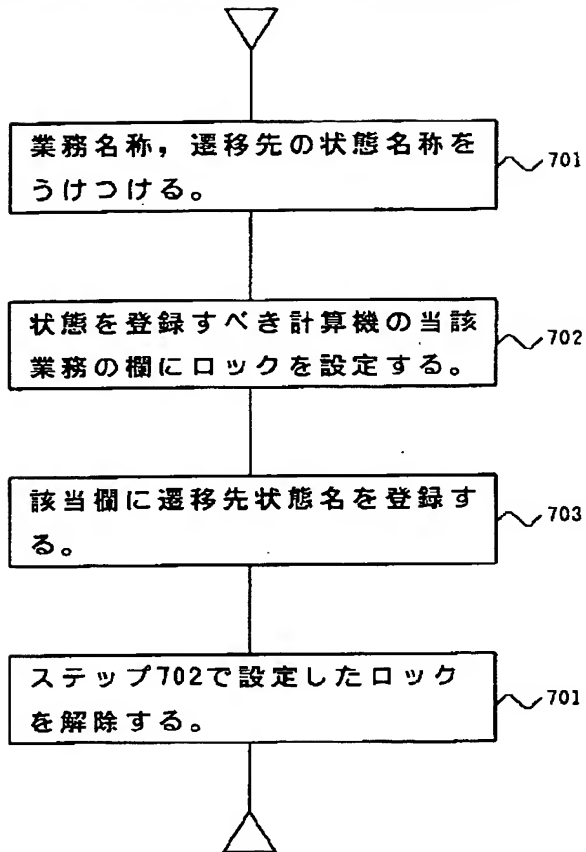 業務名称，遷移先の状態名称を
うけつける。
701
状態を登録すべき計算機の当該
業務の欄にロックを設定する。
702
該当欄に遷移先状態名を登録す
る。
703
ステップ702で設定したロック
を解除する。
701